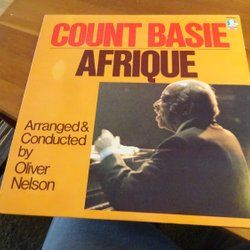 COUNT BASIE
AFRIQUE
Arranged &
Conducted
by
Oliver
Nelson